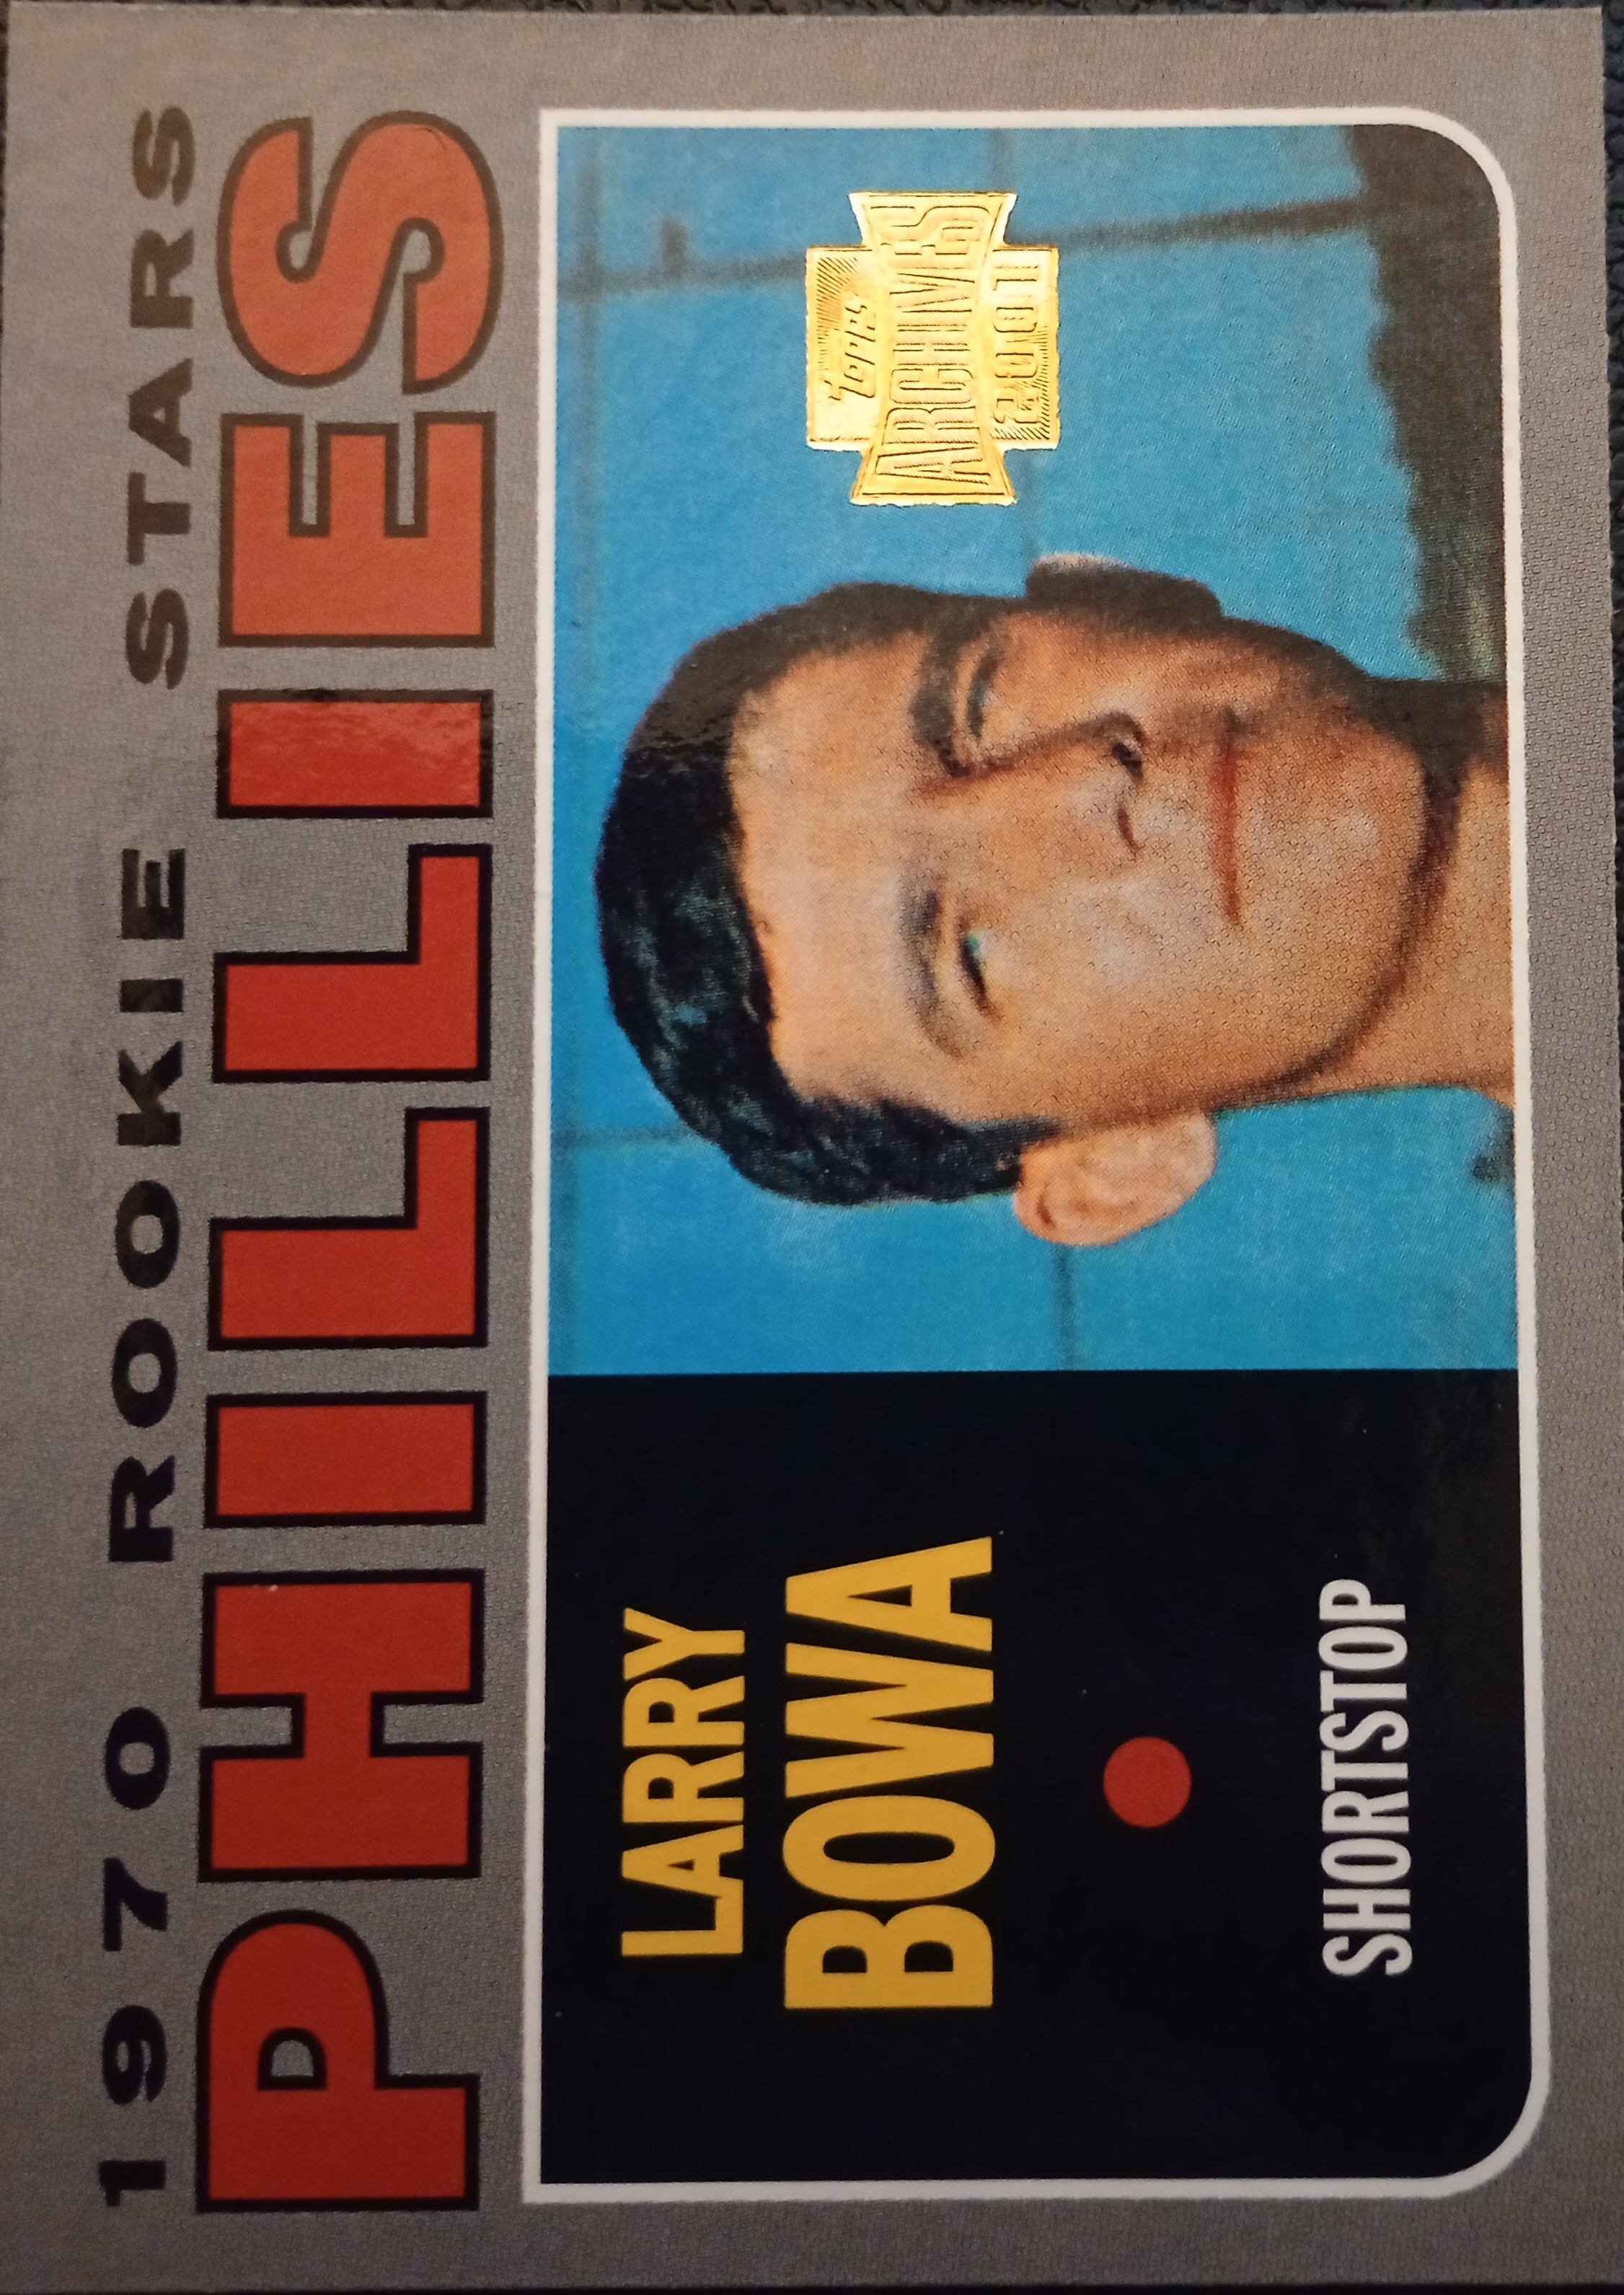 1970 ROOKIE STARS
PHILLIES
LARRY
BOWA
SHORTSTOP
Topps
ARCHIVES
2001